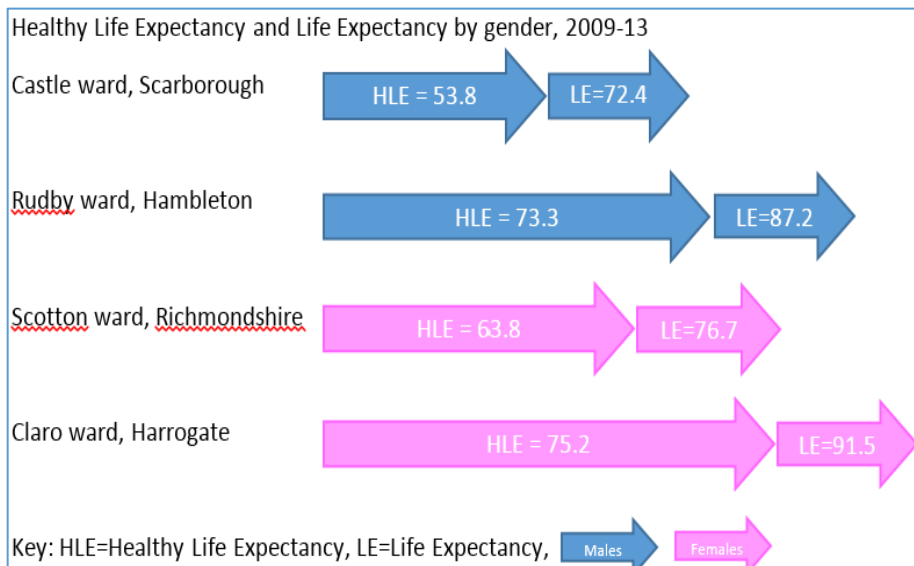 Healthy Life Expectancy and Life Expectancy by gender, 2009-13
Castle ward, Scarborough
HLE = 53.8
LE=72.4
Rudby ward, Hambleton
HLE = 73.3
LE=87.2
Scotton ward, Richmondshire
HLE = 63.8
LE=76.7
Claro ward, Harrogate
HLE = 75.2
LE=91.5
Key: HLE=Healthy Life Expectancy, LE=Life Expectancy,
Males
Females